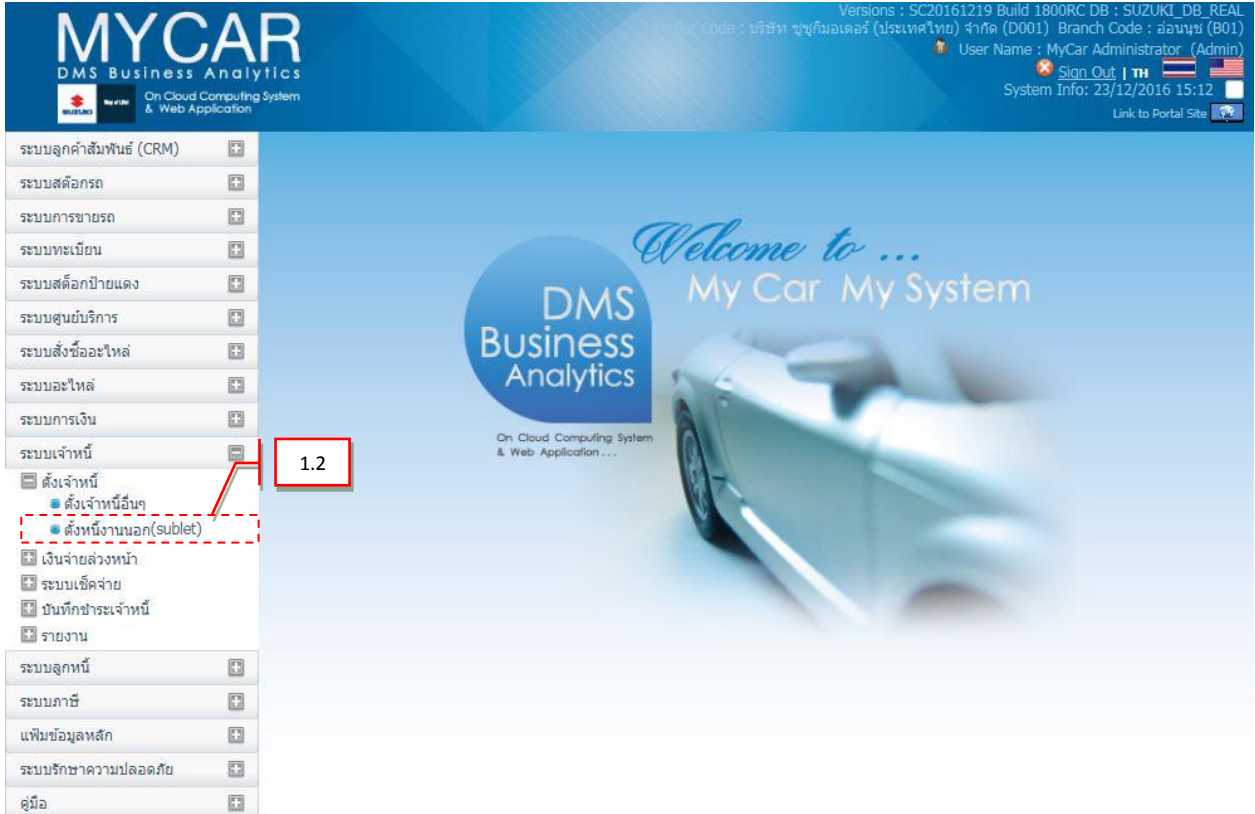 MYCAR
DMS Business Analytics
SUZUKI
Way of Life!
On Cloud Computing System
& Web Application
Versions : SC20161219 Build 1800RC DB : SUZUKI_DB_REAL
Code : บริษัท ซูซูกิมอเตอร์ (ประเทศไทย) จำกัด (D001) Branch Code : อ่อนนุช (B01)
User Name : MyCar Administrator (Admin)
Sign Out | TH
System Info: 23/12/2016 15:12
Link to Portal Site
ระบบลูกค้าสัมพันธ์ (CRM)
ระบบสต๊อกรถ
ระบบการขายรถ
ระบบทะเบียน
ระบบสต็อกป้ายแดง
ระบบศูนย์บริการ
ระบบสั่งซื้ออะไหล่
ระบบอะไหล่
ระบบการเงิน
ระบบเจ้าหนี้
1.2
ตั้งเจ้าหนี้
ตั้งเจ้าหนี้อื่นๆ
ตั้งหนี้งานนอก(sublet)
เงินจ่ายล่วงหน้า
ระบบเช็คจ่าย
บันทึกชำระเจ้าหนี้
รายงาน
ระบบลูกหนี้
ระบบภาษี
แฟ้มข้อมูลหลัก
ระบบรักษาความปลอดภัย
คู่มือ
Welcome to ...
My Car My System
DMS
Business
Analytics
On Cloud Computing System
& Web Application...